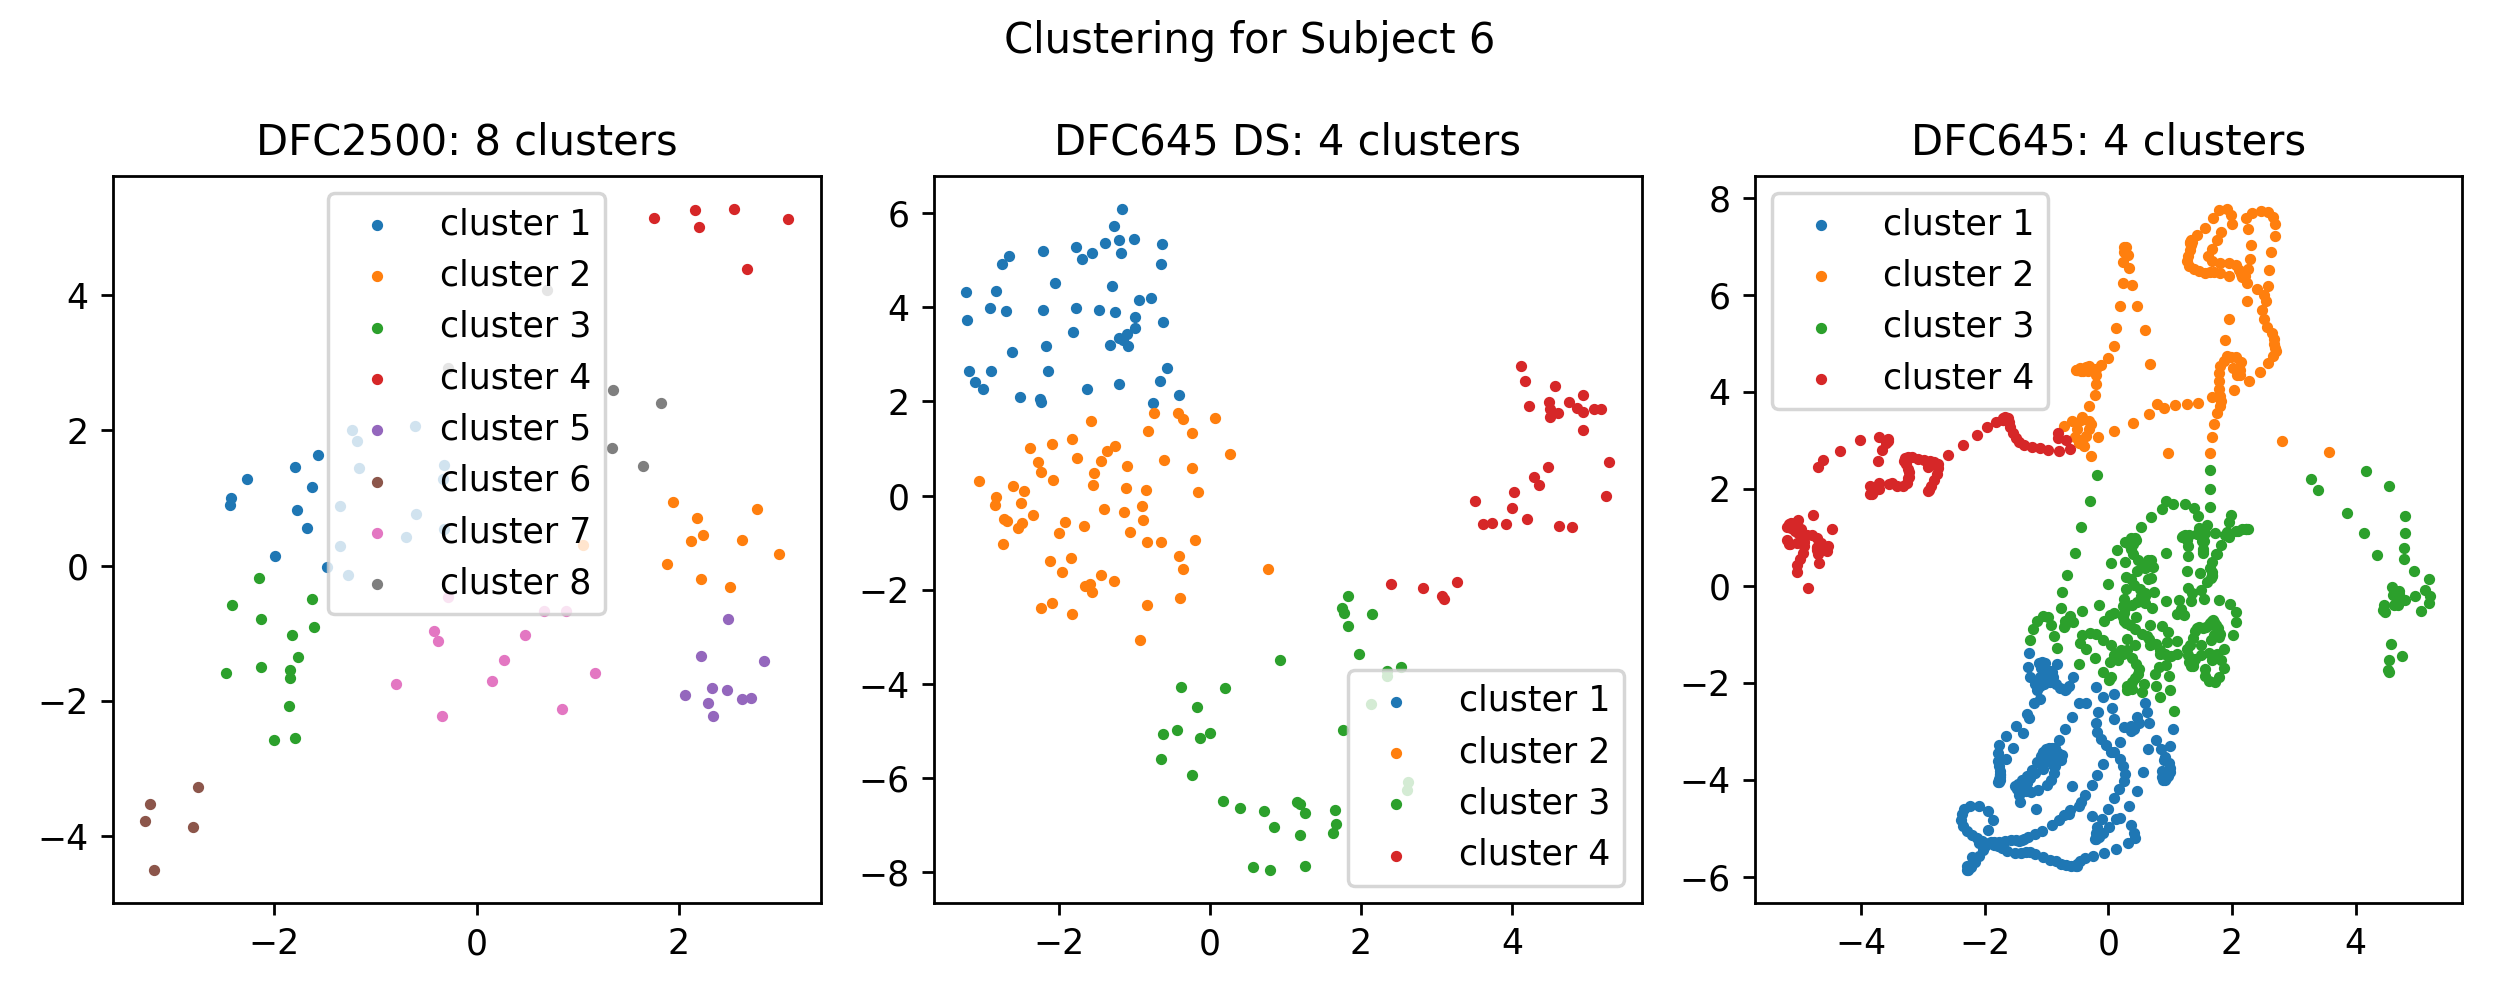 Clustering for Subject 6
DFC2500: 8 clusters
cluster 1
cluster 2
cluster 3
cluster 4
cluster 5
cluster 6
cluster 7
cluster 8
4
2
0
−2
−4
−2
0
2
DFC645 DS: 4 clusters
6
4
2
0
−2
−4
−6
−8
cluster 1
cluster 2
cluster 3
cluster 4
−2
0
2
4
DFC645: 4 clusters
cluster 1
cluster 2
cluster 3
cluster 4
8
6
4
2
0
−2
−4
−6
−4
−2
0
2
4